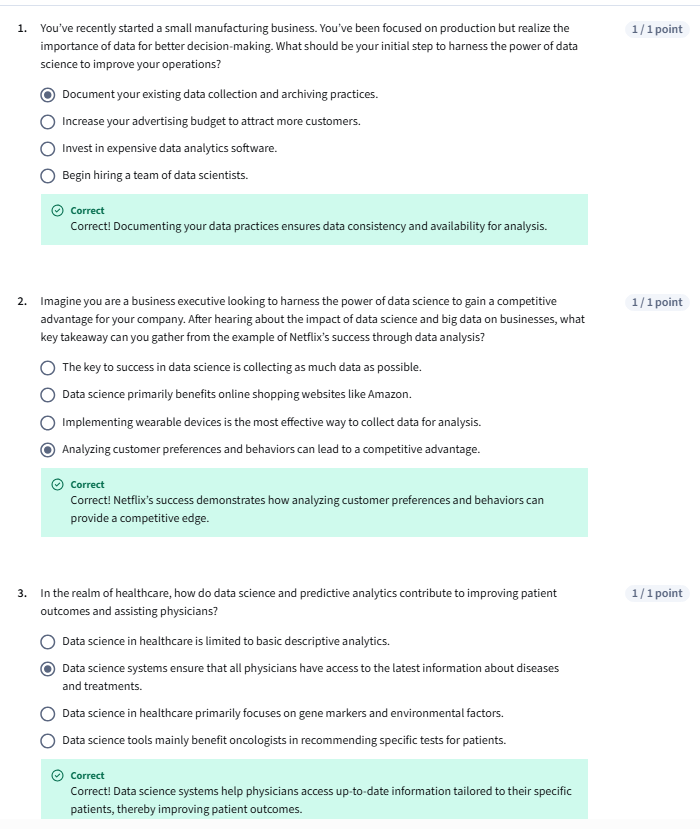 1. You've recently started a small manufacturing business. You've been focused on production but realize the
1 / 1 point
importance of data for better decision-making. What should be your initial step to harness the power of data
science to improve your operations?
Document your existing data collection and archiving practices.
Increase your advertising budget to attract more customers.
Invest in expensive data analytics software.
Begin hiring a team of data scientists.
Correct
Correct! Documenting your data practices ensures data consistency and availability for analysis.
2. Imagine you are a business executive looking to harness the power of data science to gain a competitive
1 / 1 point
advantage for your company. After hearing about the impact of data science and big data on businesses, what
key takeaway can you gather from the example of Netflix's success through data analysis?
The key to success in data science is collecting as much data as possible.
Data science primarily benefits online shopping websites like Amazon.
Implementing wearable devices is the most effective way to collect data for analysis.
Analyzing customer preferences and behaviors can lead to a competitive advantage.
Correct
Correct! Netflix's success demonstrates how analyzing customer preferences and behaviors can
provide a competitive edge.
3. In the realm of healthcare, how do data science and predictive analytics contribute to improving patient
1 / 1 point
outcomes and assisting physicians?
Data science in healthcare is limited to basic descriptive analytics.
Data science systems ensure that all physicians have access to the latest information about diseases
and treatments.
Data science in healthcare primarily focuses on gene markers and environmental factors.
Data science tools mainly benefit oncologists in recommending specific tests for patients.
Correct
Correct! Data science systems help physicians access up-to-date information tailored to their specific
patients, thereby improving patient outcomes.